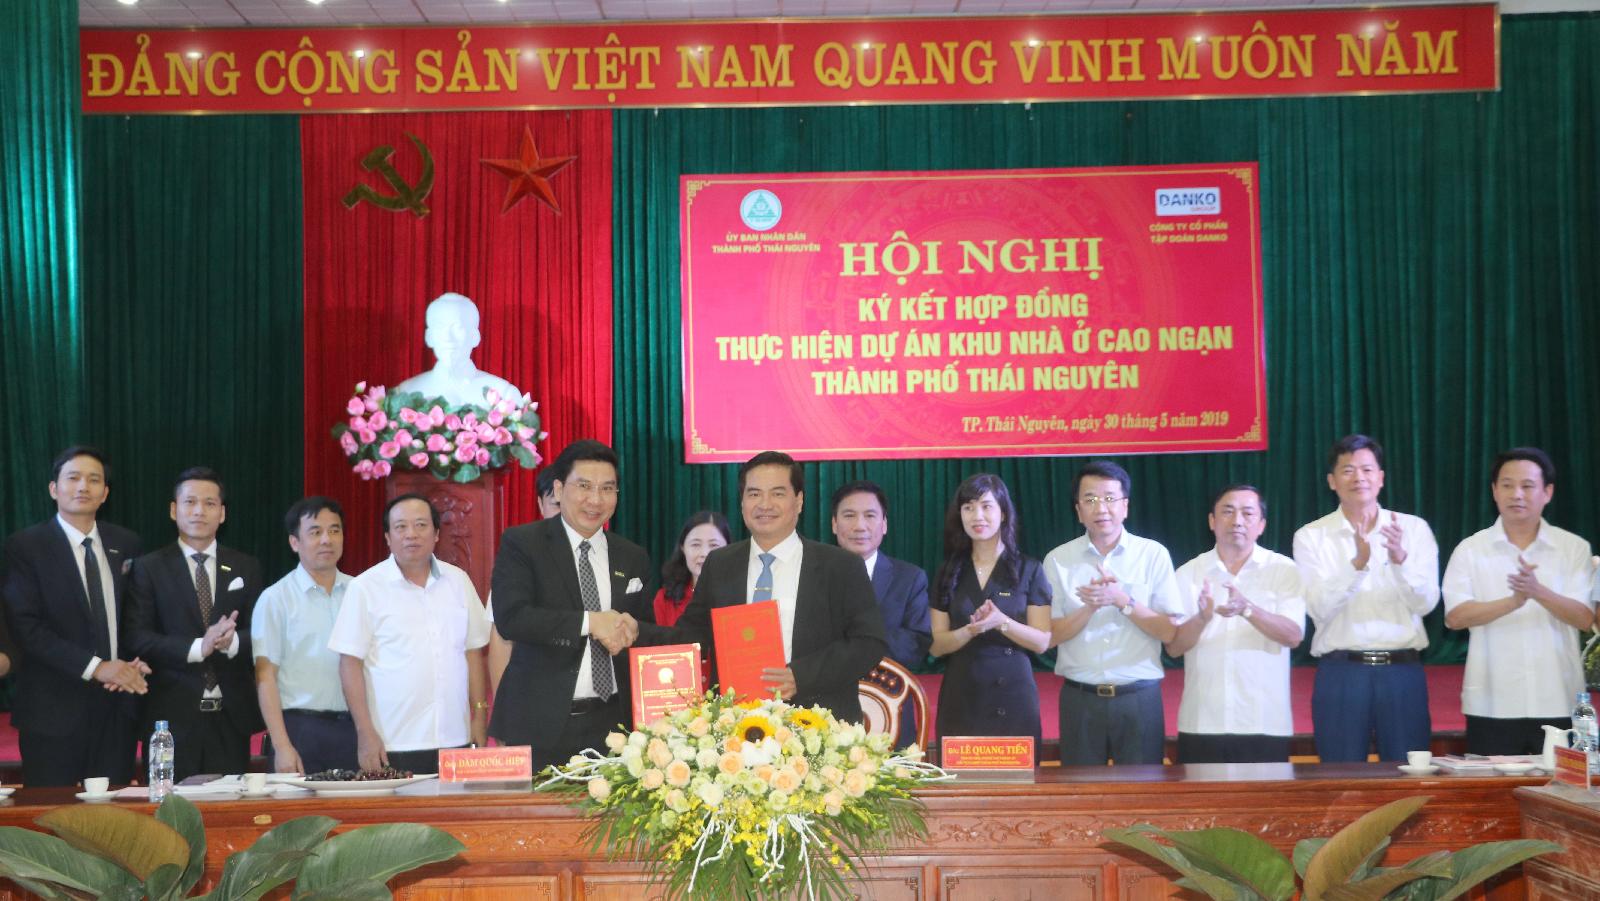 ĐẢNG CỘNG SẢN VIỆT NAM QUANG VINH MUÔN NĂM
ỦY BAN NHÂN DÂN
THÀNH PHỐ THÁI NGUYÊN
DANKO
GROUP
CÔNG TY CỔ PHẦN
TẬP ĐOÀN DANKO
HỘI NGHỊ
KÝ KẾT HỢP ĐỒNG
THỰC HIỆN DỰ ÁN KHU NHÀ Ở CAO NGẠN
THÀNH PHỐ THÁI NGUYÊN
TP. Thái Nguyên, ngày 30 tháng 5 năm 2019
Ông ĐÀM QUỐC HIỆP
Đ/c: LÊ QUANG TIẾN